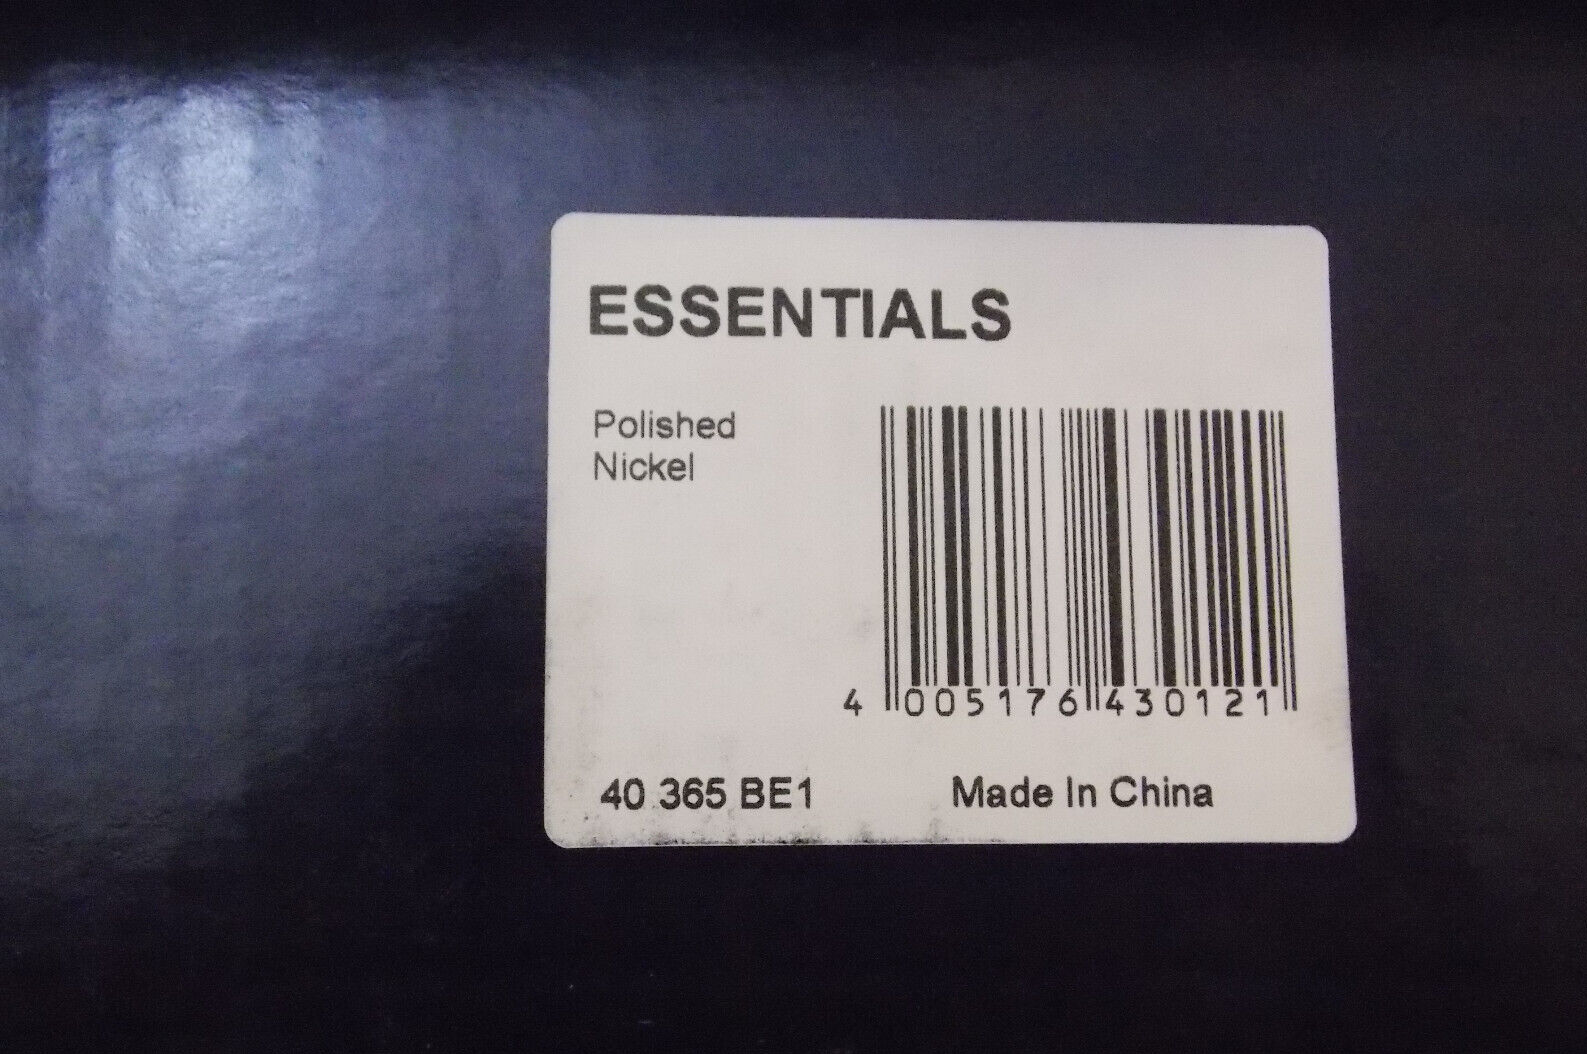 ESSENTIALS
Polished
Nickel
4 005176 430121
40 365 BE1
Made In China